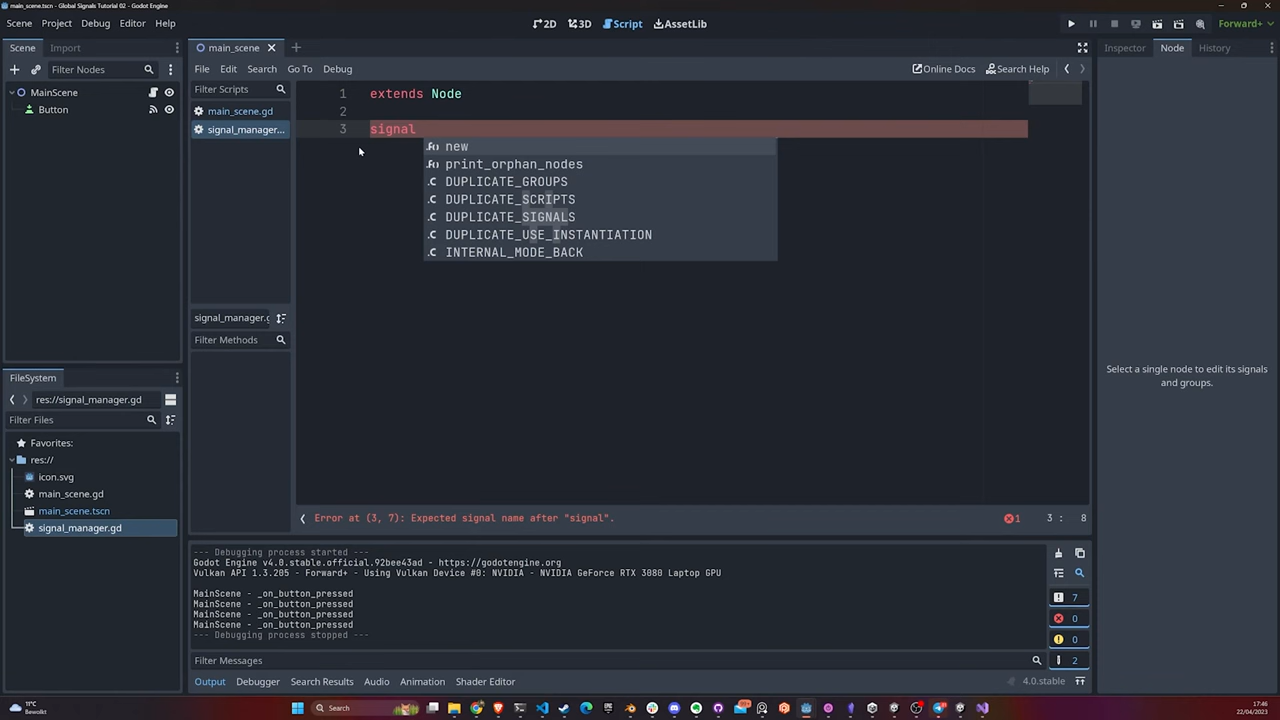 main_scene.tscn - Global Signals Tutorial 02 - Godot Engine
Scene Project Debug Editor Help
2D 3D Script AssetLib
Forward+
Scene Import
main_scene
Inspector Node History
Filter Nodes
File Edit Search Go To Debug
Online Docs Search Help
MainScene
Button
Filter Scripts
main_scene.gd
signal_manager...
1 extends Node
2
3 signal
new
print_orphan_nodes
DUPLICATE_GROUPS
DUPLICATE_SCRIPTS
DUPLICATE_SIGNALS
DUPLICATE_USE_INSTANTIATION
INTERNAL_MODE_BACK
signal_manager.g
Filter Methods
Select a single node to edit its signals
and groups.
FileSystem
res://signal_manager.gd
Filter Files
Favorites:
res://
icon.svg
main_scene.gd
main_scene.tscn
signal_manager.gd
Error at (3, 7): Expected signal name after "signal".
1 3 : 8
--- Debugging process started ---
Godot Engine v4.0.stable.official.92bee43ad - https://godotengine.org
Vulkan API 1.3.205 - Forward+ - Using Vulkan Device #0: NVIDIA - NVIDIA GeForce RTX 3080 Laptop GPU
MainScene - _on_button_pressed
MainScene - _on_button_pressed
MainScene - _on_button_pressed
MainScene - _on_button_pressed
--- Debugging process stopped ---
7
0
0
2
Filter Messages
Output Debugger Search Results Audio Animation Shader Editor
4.0.stable
11°C
Bewolkt
Search
17:46
22/04/2023